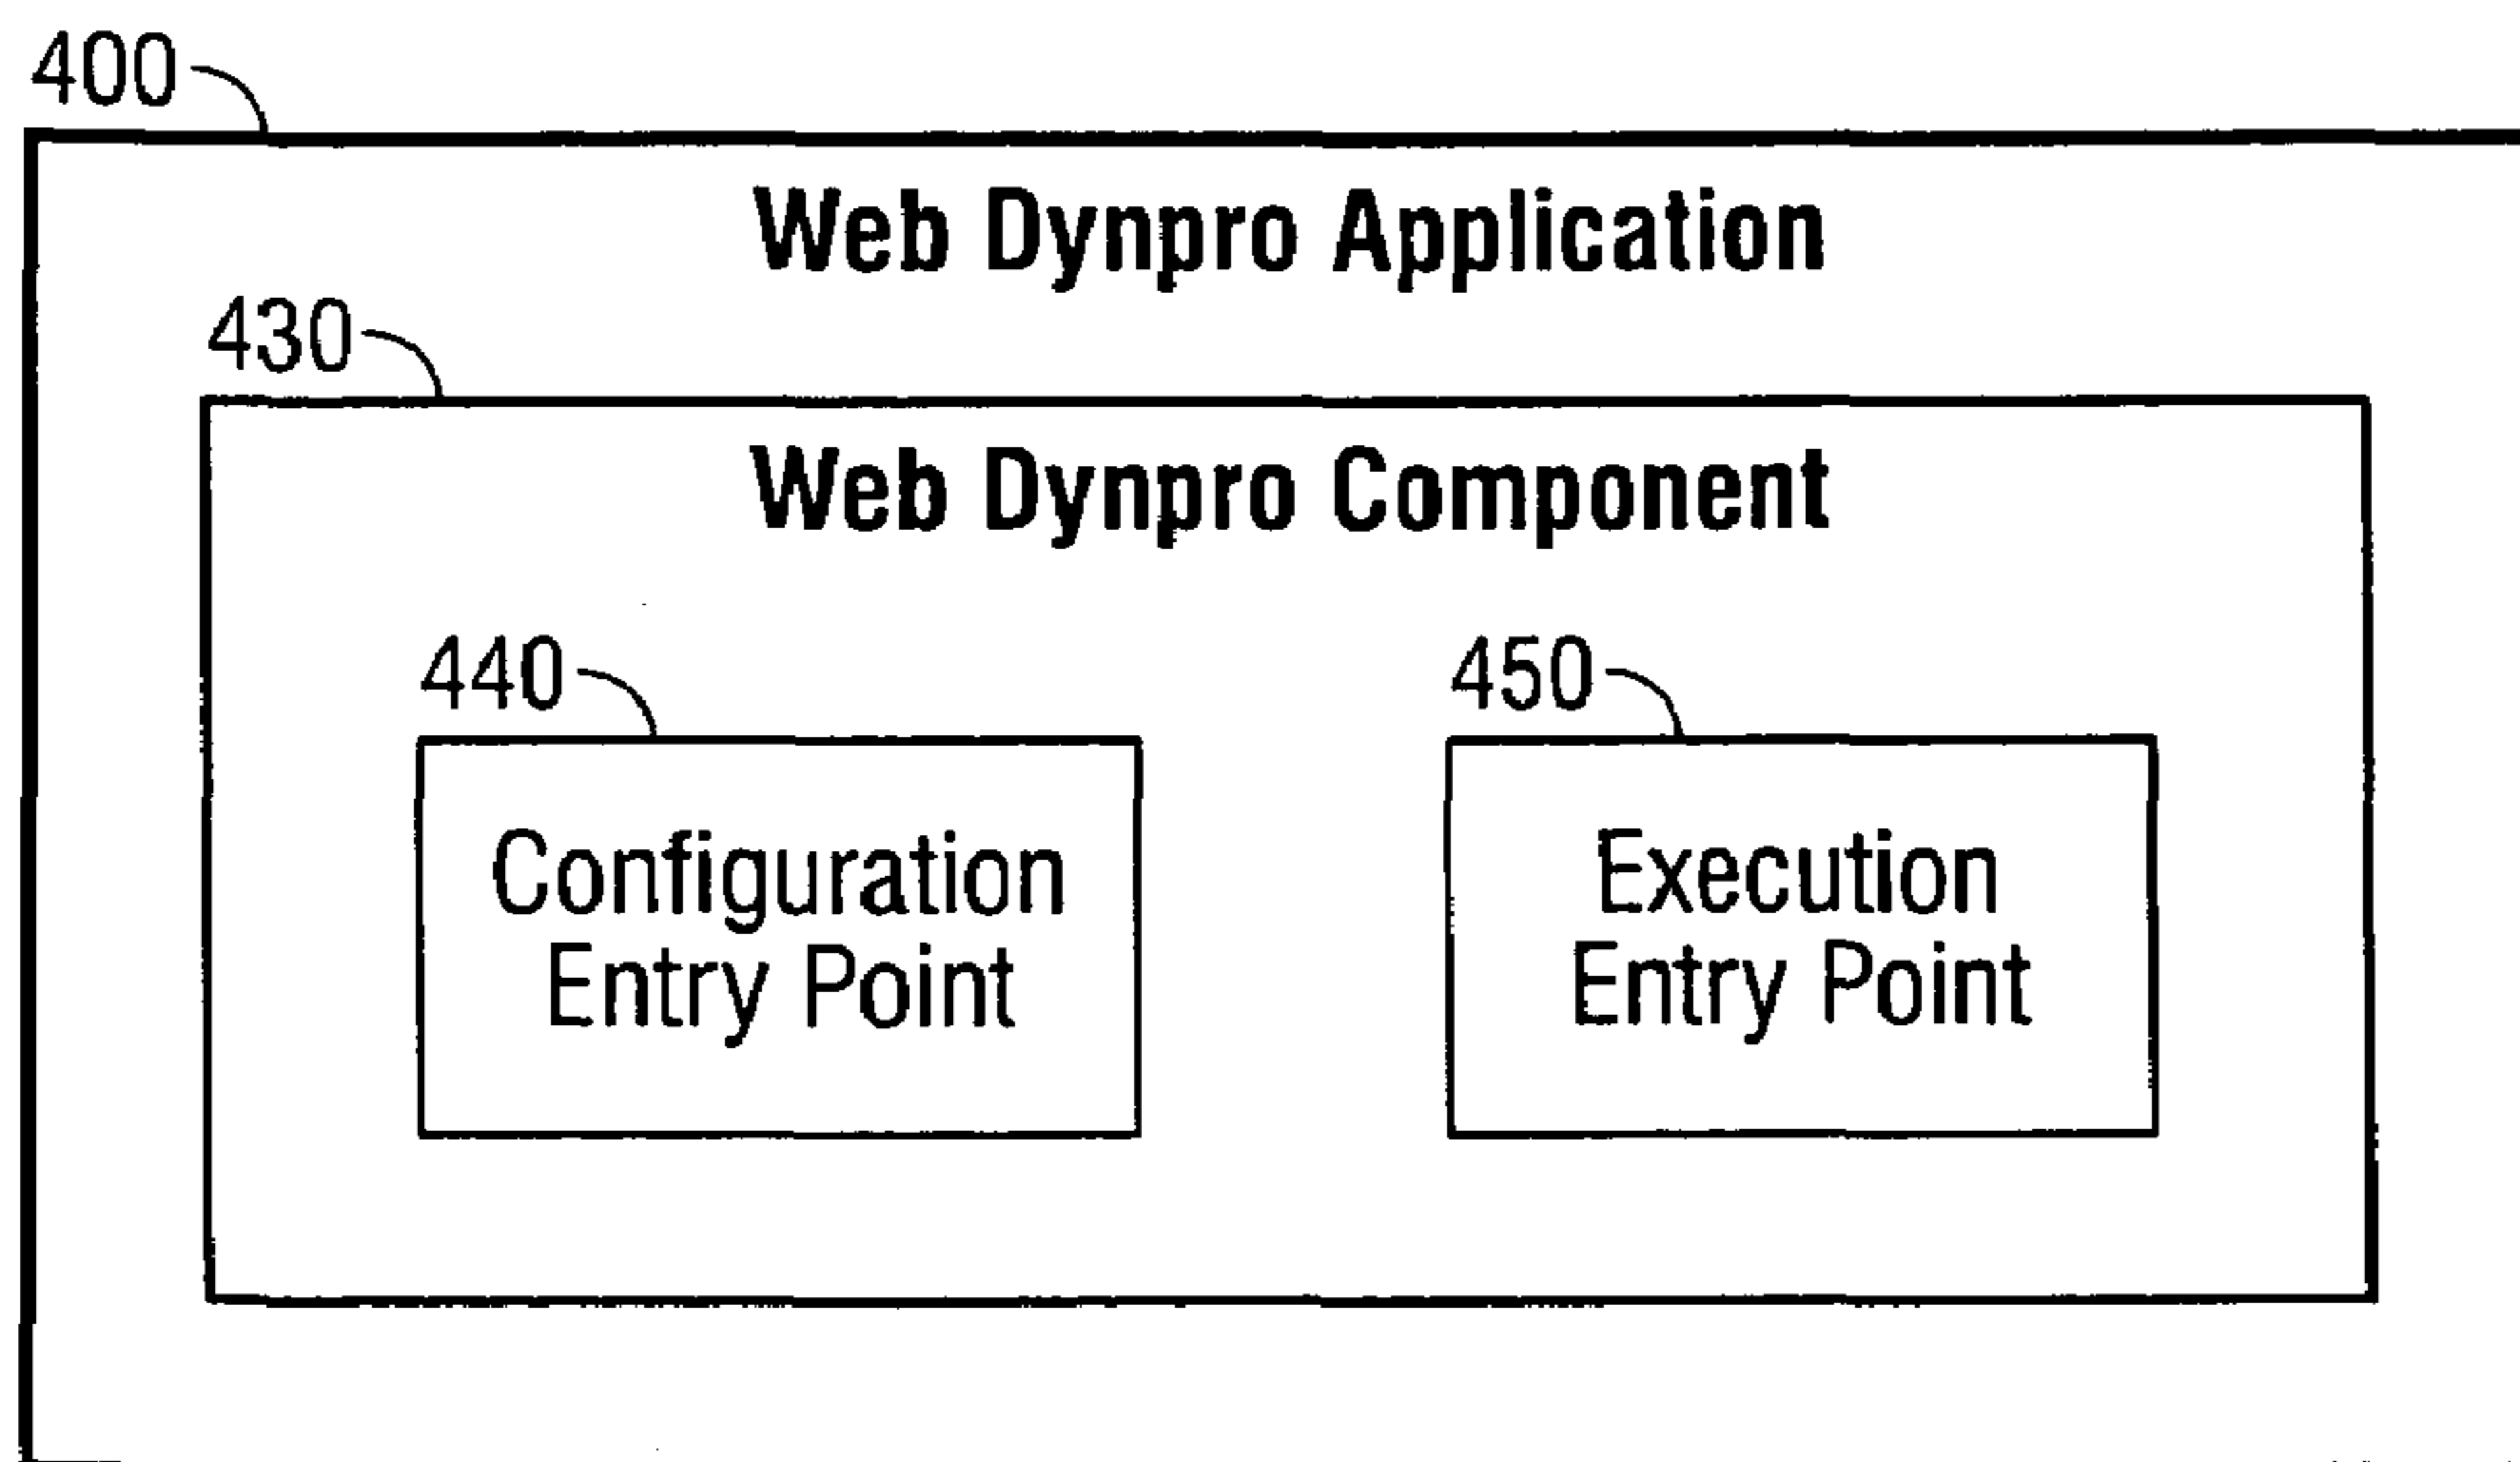 400
Web Dynpro Application
430
Web Dynpro Component
440
450
Configuration
Entry Point
Execution
Entry Point